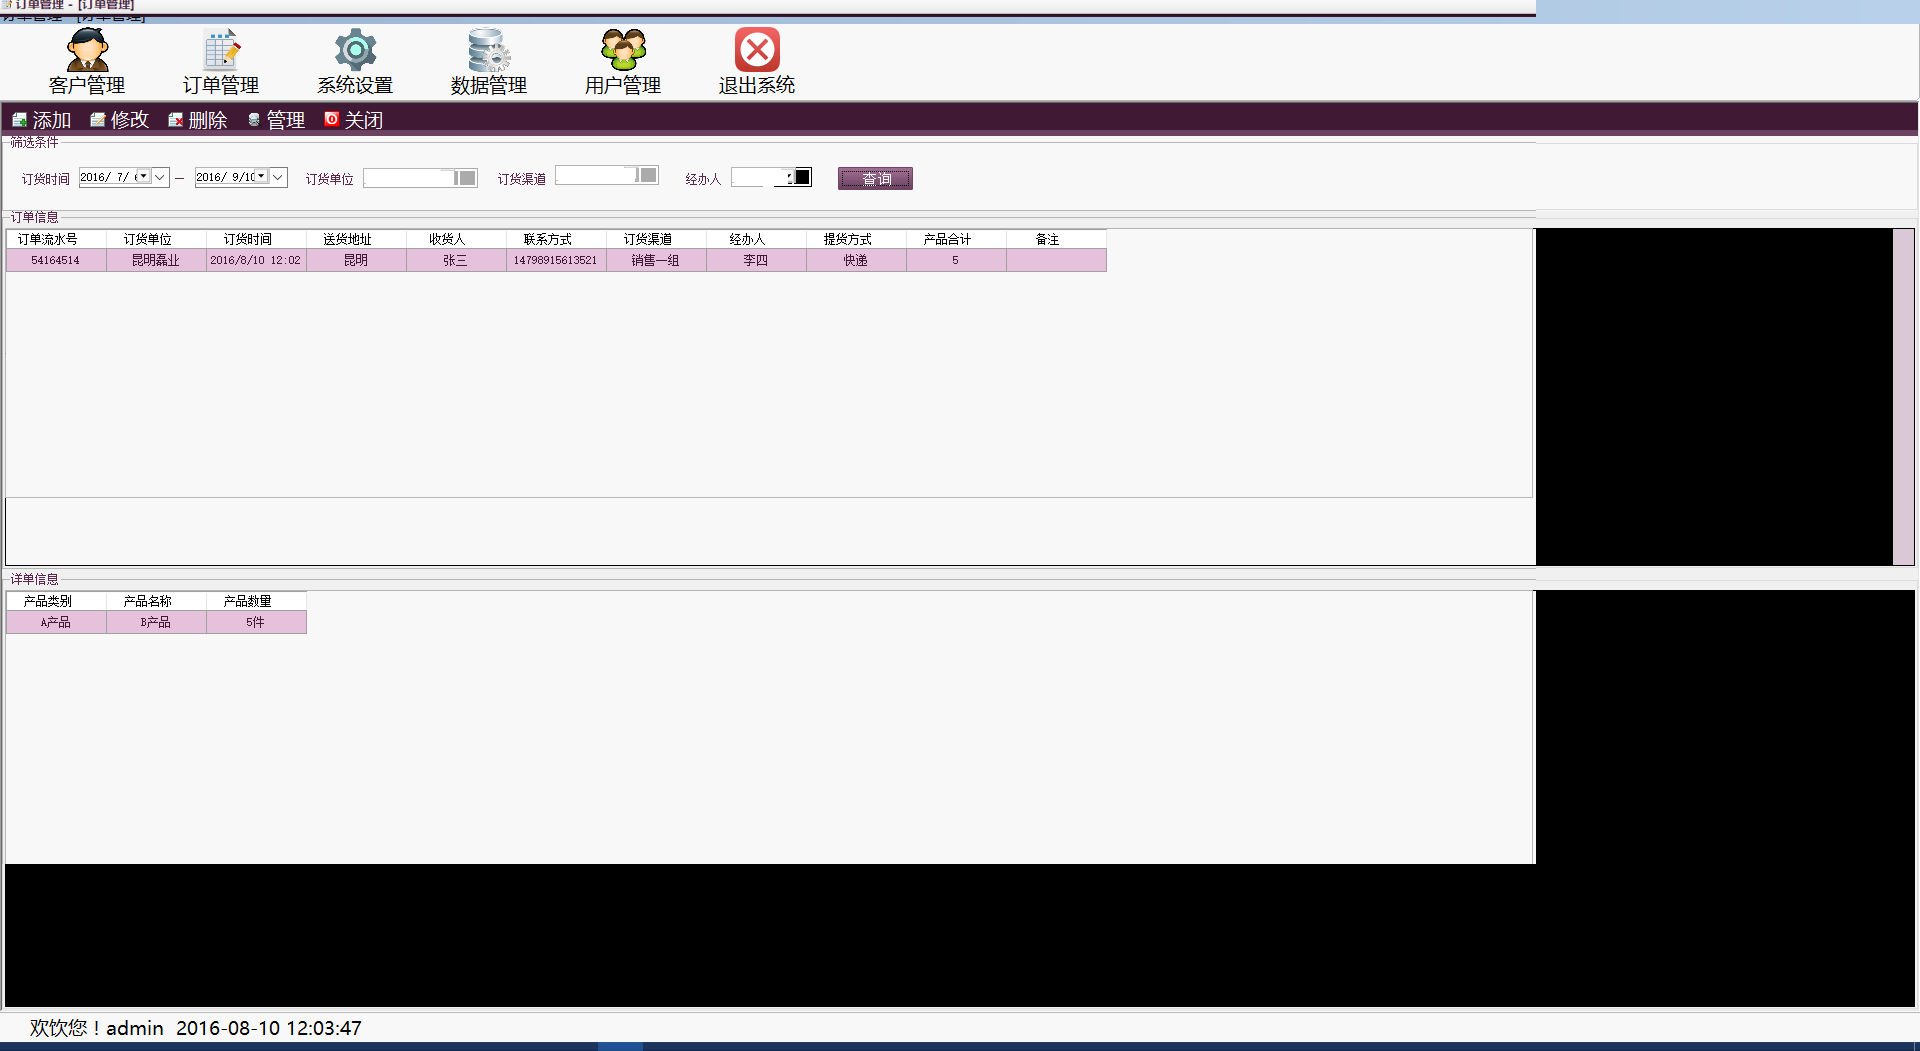 订单管理 - [订单管理]
客户管理 订单管理 系统设置 数据管理 用户管理 退出系统
添加 修改 删除 管理 关闭
筛选条件
订货时间 2016/ 7/ — 2016/ 9/10 订货单位 订货渠道 经办人 查询
订单信息
订单流水号 订货单位 订货时间 送货地址 收货人 联系方式 订货渠道 经办人 提货方式 产品合计 备注
54164514 昆明磊业 2016/8/10 12:02 昆明 张三 14798915613521 销售一组 李四 快递 5
详单信息
产品类别 产品名称 产品数量
A产品 B产品 5件
欢饮您！admin 2016-08-10 12:03:47